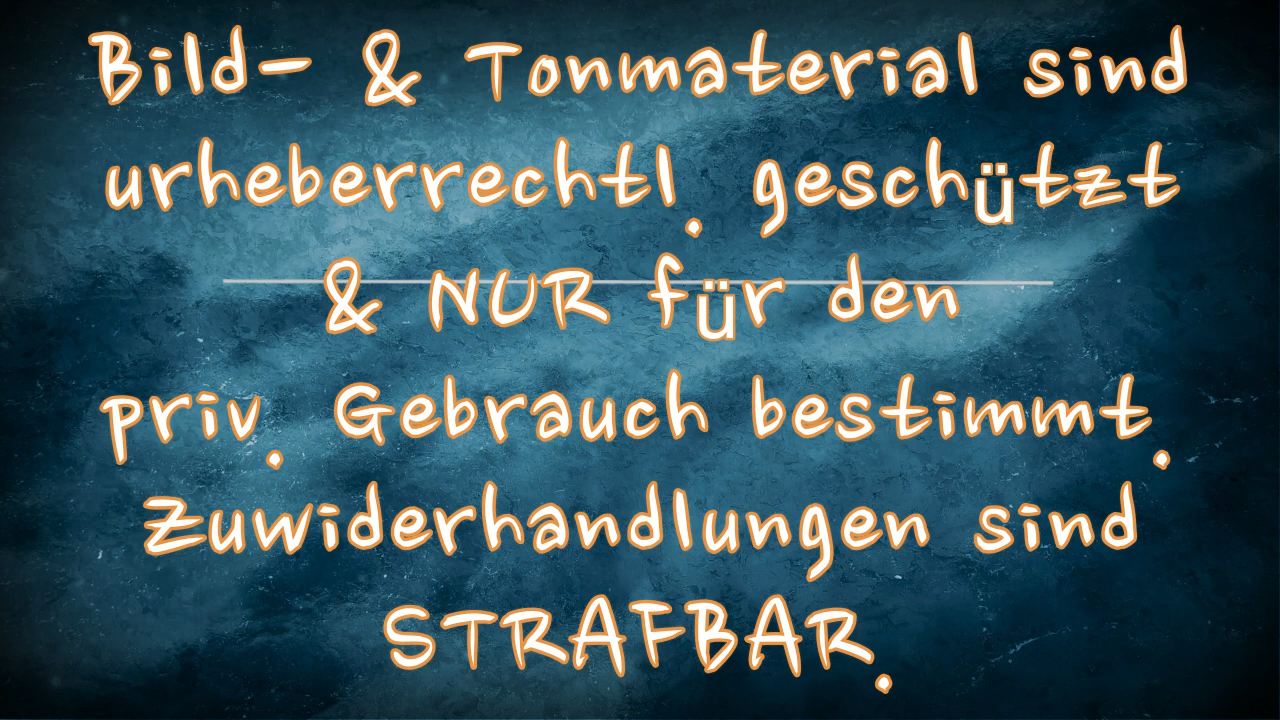 Bild- & Tonmaterial sind
urheberrechtl. geschützt
& NUR für den
priv. Gebrauch bestimmt.
Zuwiderhandlungen sind
STRAFBAR.